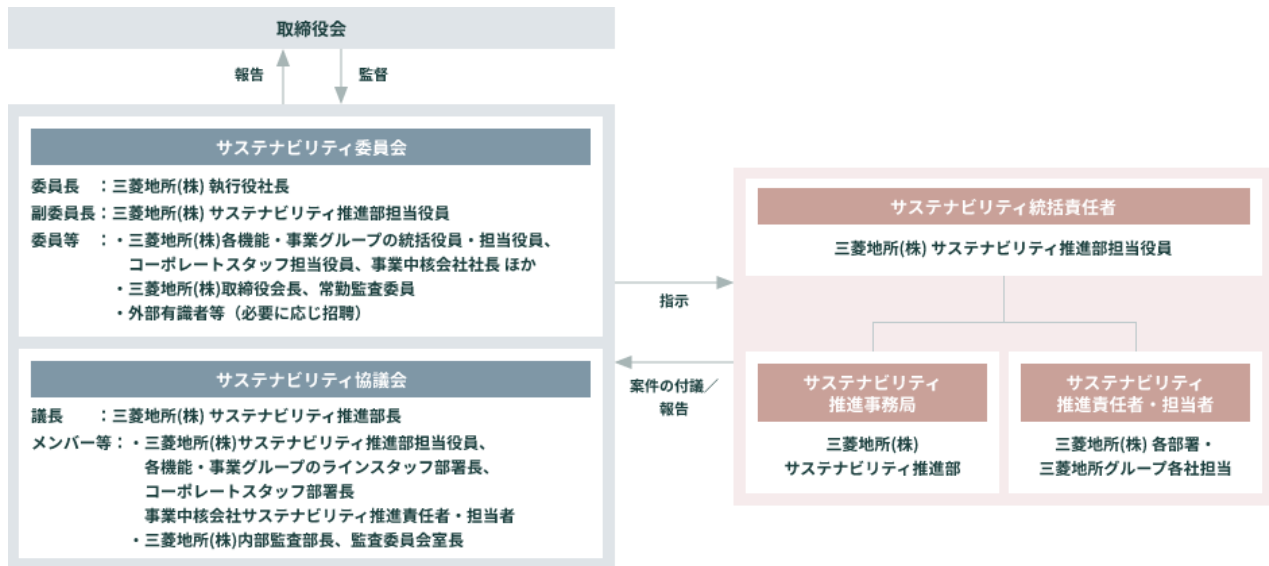 取締役会
報告
監督
サステナビリティ委員会
委員長　：三菱地所(株) 執行役社長
副委員長：三菱地所(株) サステナビリティ推進部担当役員
委員等　：・三菱地所(株)各機能・事業グループの統括役員・担当役員、
コーポレートスタッフ担当役員、事業中核会社社長 ほか
・三菱地所(株)取締役会長、常勤監査委員
・外部有識者等（必要に応じ招聘）
サステナビリティ協議会
議長　　：三菱地所(株) サステナビリティ推進部長
メンバー等：・三菱地所(株)サステナビリティ推進部担当役員、
各機能・事業グループのラインスタッフ部署長、
コーポレートスタッフ部署長
事業中核会社サステナビリティ推進責任者・担当者
・三菱地所(株)内部監査部長、監査委員会室長
指示
案件の付議／
報告
サステナビリティ統括責任者
三菱地所(株) サステナビリティ推進部担当役員
サステナビリティ
推進事務局
三菱地所(株)
サステナビリティ推進部
サステナビリティ
推進責任者・担当者
三菱地所(株) 各部署・
三菱地所グループ各社担当